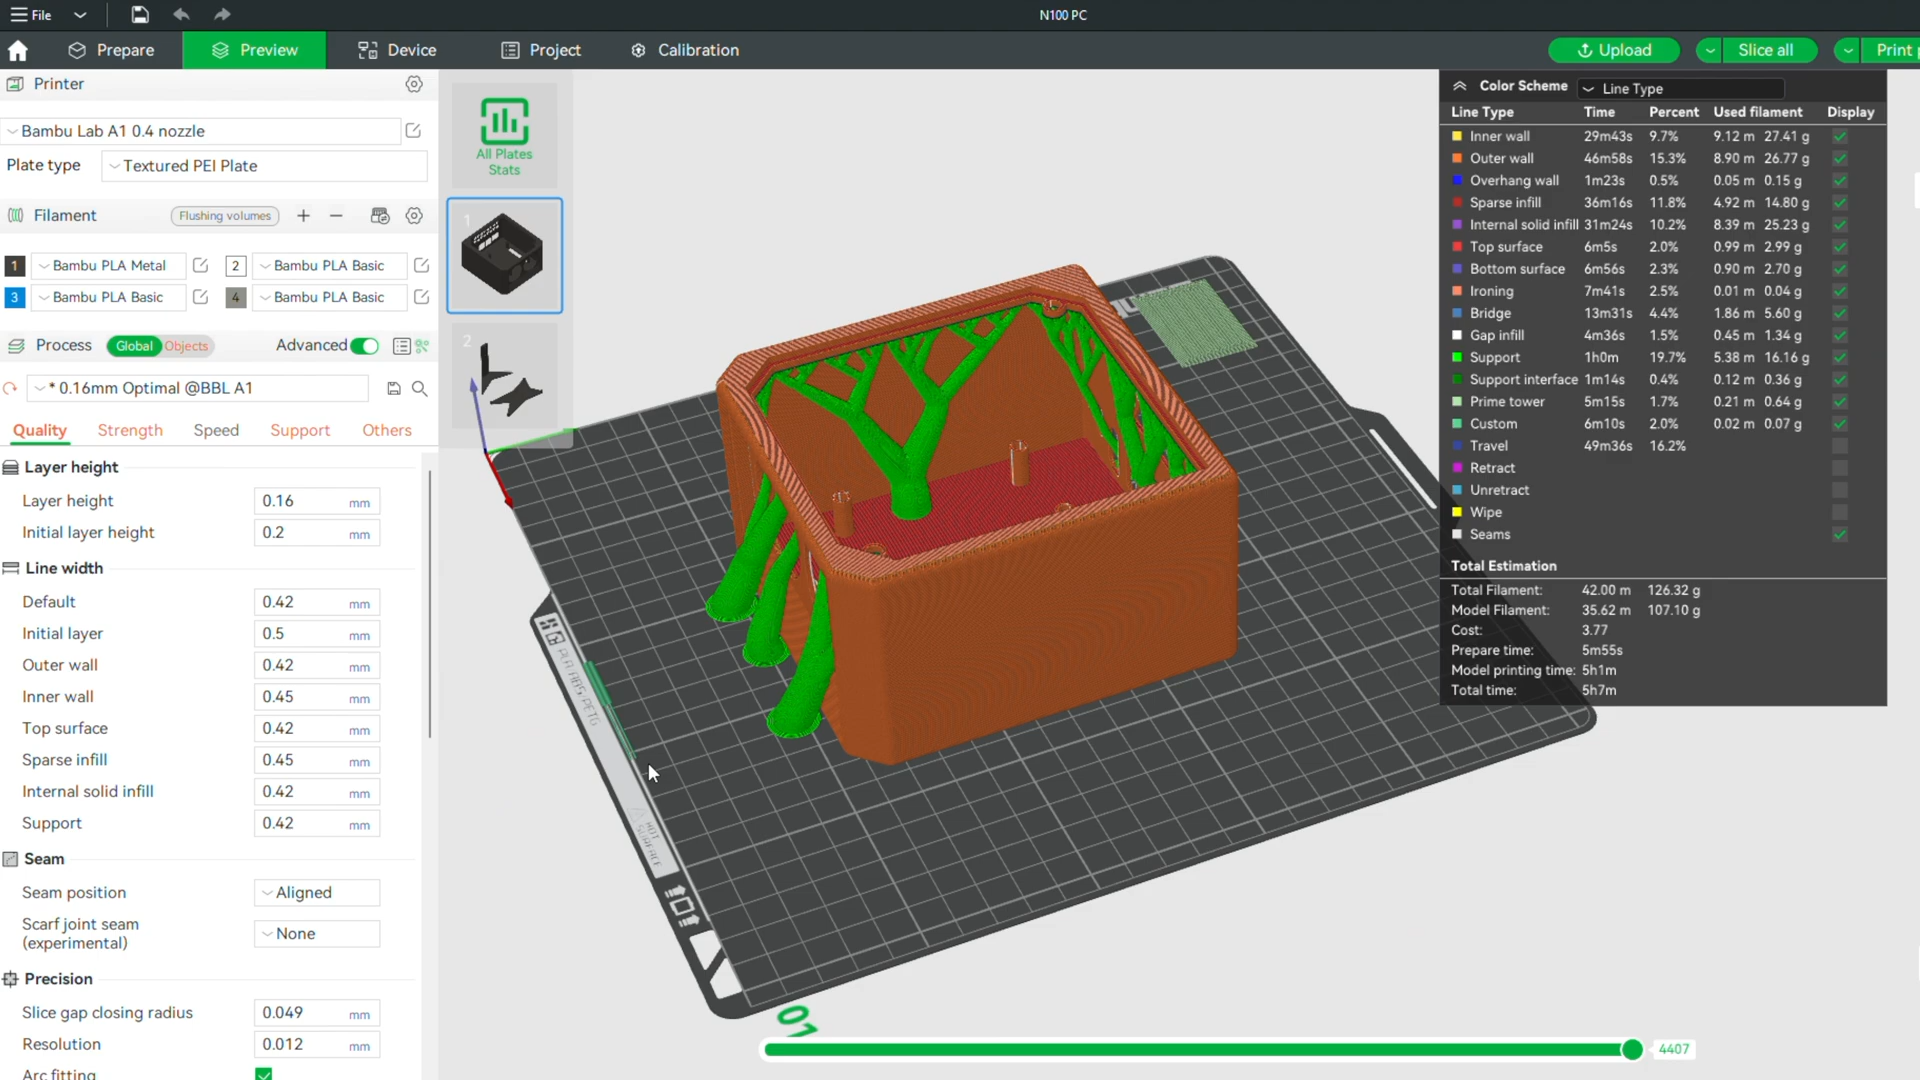 File
N100 PC
Prepare
Preview
Device
Project
Calibration
Upload
Slice all
Print
Printer
Bambu Lab A1 0.4 nozzle
Plate type
Textured PEI Plate
Filament
Flushing volumes
1 Bambu PLA Metal
2 Bambu PLA Basic
3 Bambu PLA Basic
4 Bambu PLA Basic
Process
Global
Objects
Advanced
* 0.16mm Optimal @BBL A1
Quality
Strength
Speed
Support
Others
Layer height
Layer height 0.16 mm
Initial layer height 0.2 mm
Line width
Default 0.42 mm
Initial layer 0.5 mm
Outer wall 0.42 mm
Inner wall 0.45 mm
Top surface 0.42 mm
Sparse infill 0.45 mm
Internal solid infill 0.42 mm
Support 0.42 mm
Seam
Seam position Aligned
Scarf joint seam
(experimental) None
Precision
Slice gap closing radius 0.049 mm
Resolution 0.012 mm
Arc fitting
All Plates
Stats
1
2
HOT
SURFACE
01
4407
Color Scheme Line Type
Line Type Time Percent Used filament Display
Inner wall 29m43s 9.7% 9.12 m 27.41 g
Outer wall 46m58s 15.3% 8.90 m 26.77 g
Overhang wall 1m23s 0.5% 0.05 m 0.15 g
Sparse infill 36m16s 11.8% 4.92 m 14.80 g
Internal solid infill 31m24s 10.2% 8.39 m 25.23 g
Top surface 6m5s 2.0% 0.99 m 2.99 g
Bottom surface 6m56s 2.3% 0.90 m 2.70 g
Ironing 7m41s 2.5% 0.01 m 0.04 g
Bridge 13m31s 4.4% 1.86 m 5.60 g
Gap infill 4m36s 1.5% 0.45 m 1.34 g
Support 1h0m 19.7% 5.38 m 16.16 g
Support interface 1m14s 0.4% 0.12 m 0.36 g
Prime tower 5m15s 1.7% 0.21 m 0.64 g
Custom 6m10s 2.0% 0.02 m 0.07 g
Travel 49m36s 16.2%
Retract
Unretract
Wipe
Seams
Total Estimation
Total Filament: 42.00 m 126.32 g
Model Filament: 35.62 m 107.10 g
Cost: 3.77
Prepare time: 5m55s
Model printing time: 5h1m
Total time: 5h7m